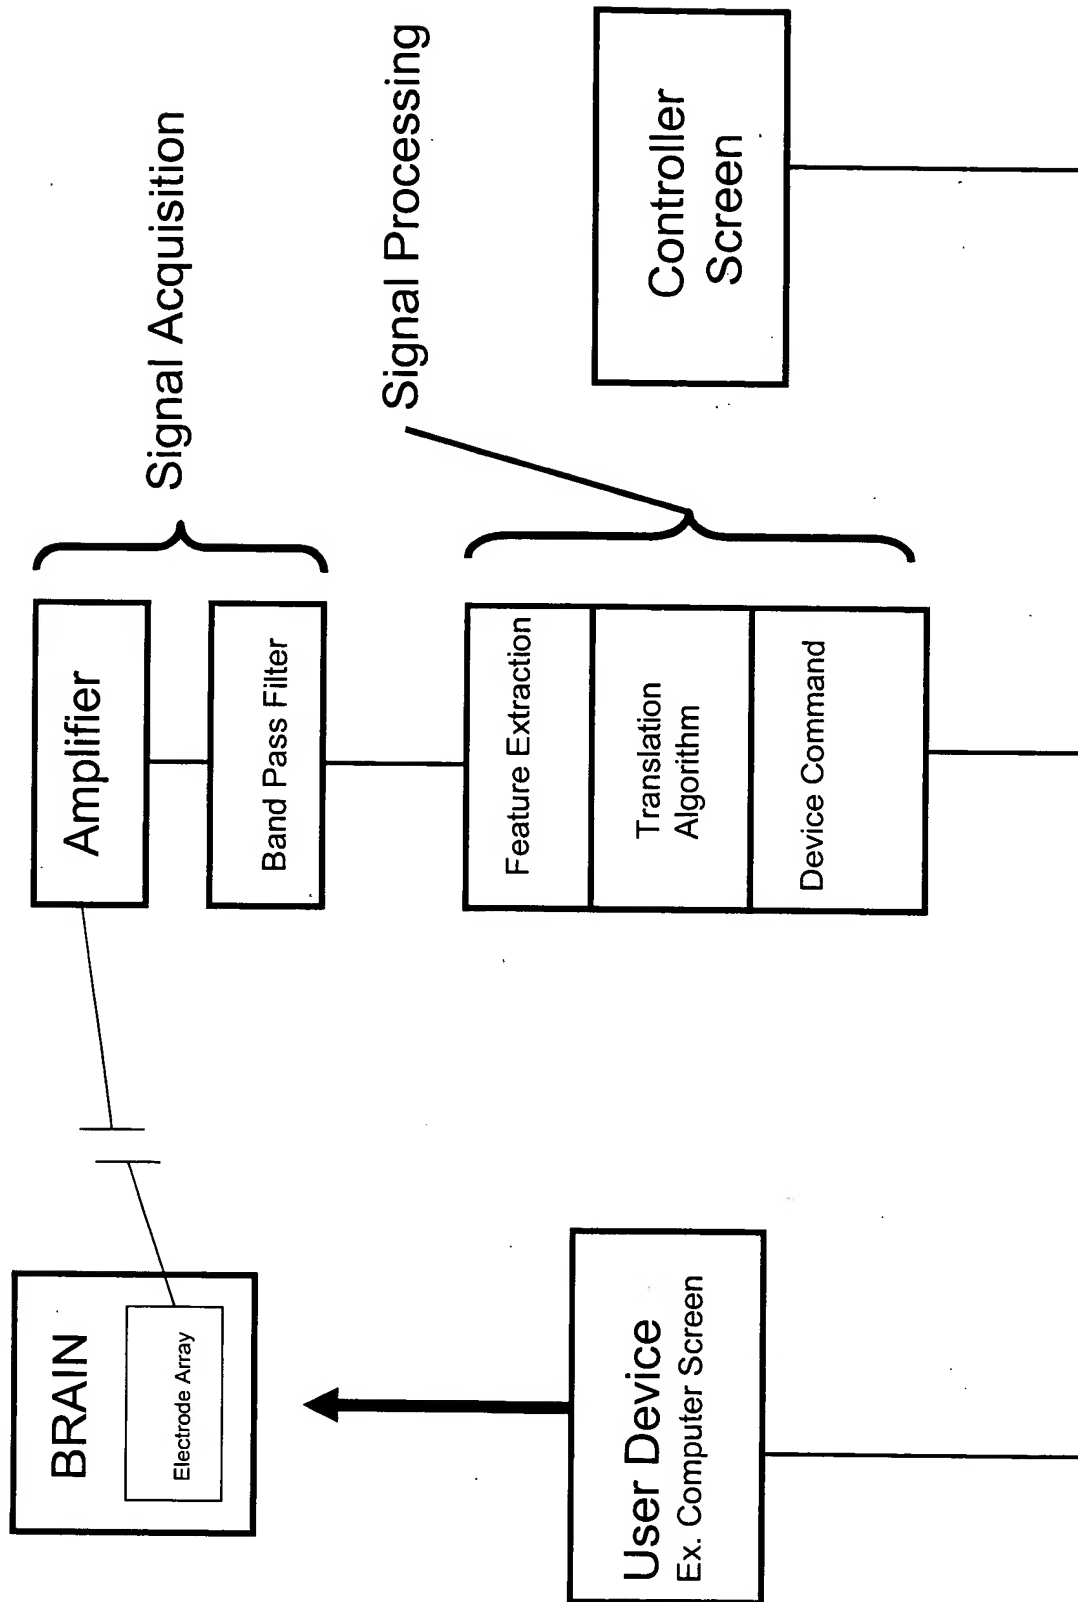 BRAIN
Electrode Array
Amplifier
Band Pass Filter
Signal Acquisition
Feature Extraction
Translation
Algorithm
Device Command
Signal Processing
User Device
Ex. Computer Screen
Controller
Screen